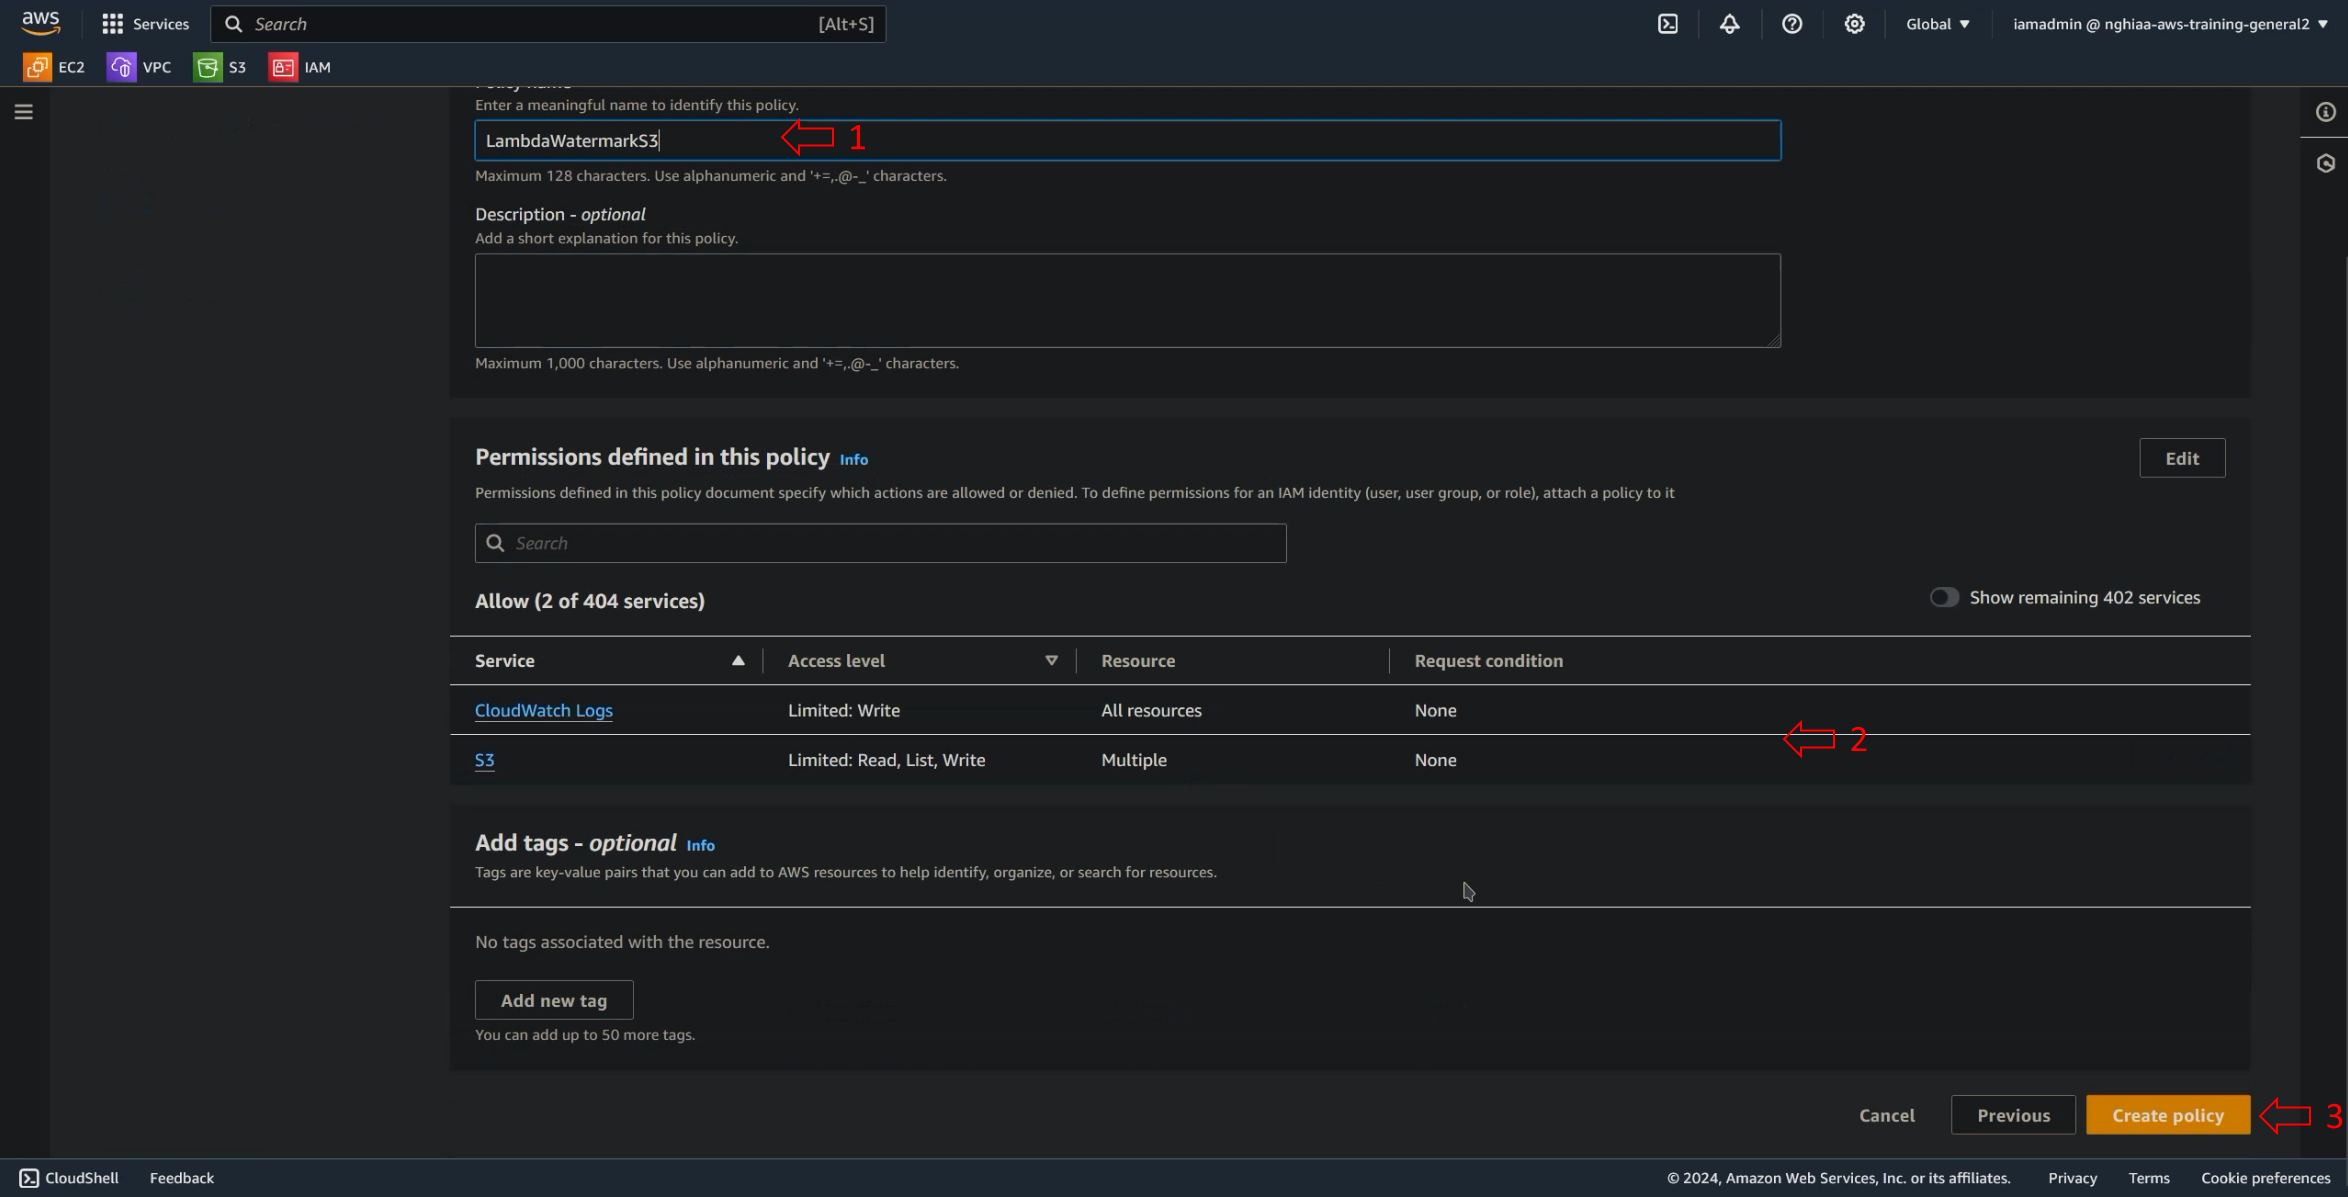 aws
Services
Search
[Alt+S]
Global
iamadmin @ nghiaa-aws-training-general2
EC2
VPC
S3
IAM
Policy name
Enter a meaningful name to identify this policy.
LambdaWatermarkS3
1
Maximum 128 characters. Use alphanumeric and '+=,.@-_' characters.
Description - optional
Add a short explanation for this policy.
Maximum 1,000 characters. Use alphanumeric and '+=,.@-_' characters.
Permissions defined in this policy Info
Edit
Permissions defined in this policy document specify which actions are allowed or denied. To define permissions for an IAM identity (user, user group, or role), attach a policy to it
Search
Allow (2 of 404 services)
Show remaining 402 services
Service
Access level
Resource
Request condition
CloudWatch Logs
Limited: Write
All resources
None
2
S3
Limited: Read, List, Write
Multiple
None
Add tags - optional Info
Tags are key-value pairs that you can add to AWS resources to help identify, organize, or search for resources.
No tags associated with the resource.
Add new tag
You can add up to 50 more tags.
Cancel
Previous
Create policy
3
CloudShell
Feedback
© 2024, Amazon Web Services, Inc. or its affiliates.
Privacy
Terms
Cookie preferences